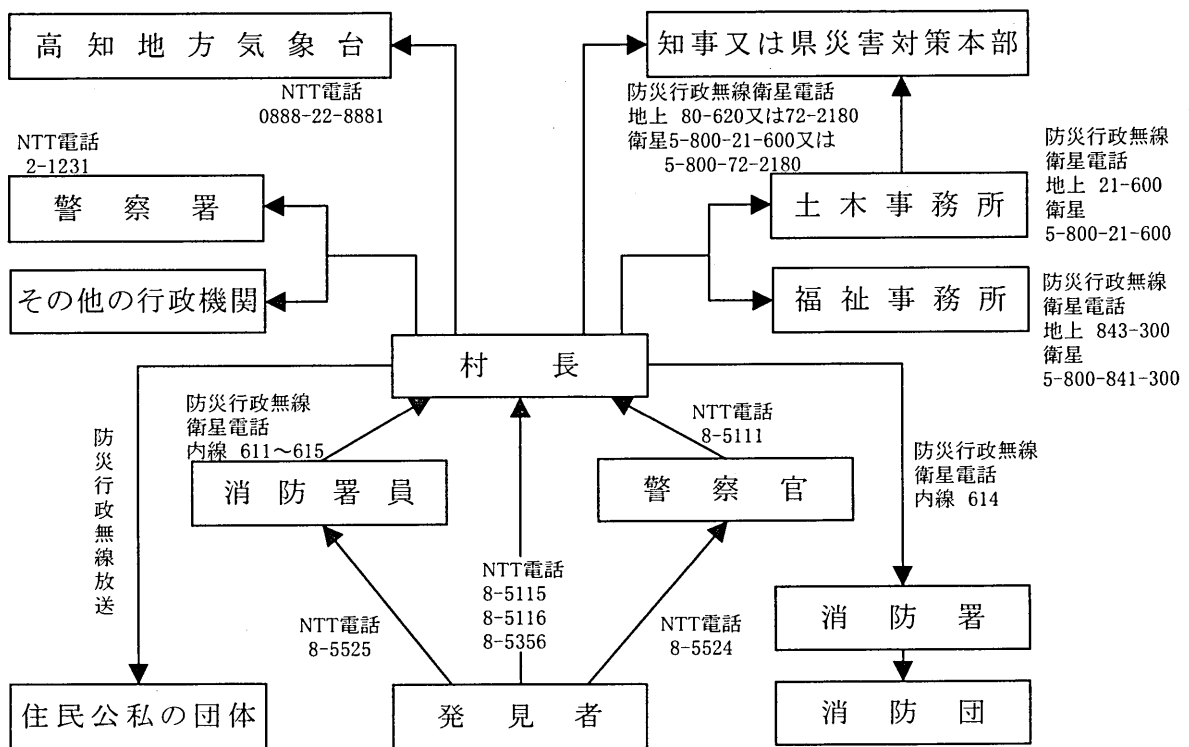 高知地方気象台
知事又は県災害対策本部
NTT電話
0888-22-8881
防災行政無線衛星電話
地上 80-620又は72-2180
衛星5-800-21-600又は
5-800-72-2180
NTT電話
2-1231
警察署
土木事務所
防災行政無線
衛星電話
地上 21-600
衛星
5-800-21-600
その他の行政機関
福祉事務所
防災行政無線
衛星電話
地上 843-300
衛星
5-800-841-300
村長
防災行政無線
衛星電話
内線 611～615
NTT電話
8-5111
防災行政無線放送
消防署員
警察官
防災行政無線
衛星電話
内線 614
NTT電話
8-5525
NTT電話
8-5115
8-5116
8-5356
NTT電話
8-5524
消防署
住民公私の団体
発見者
消防団